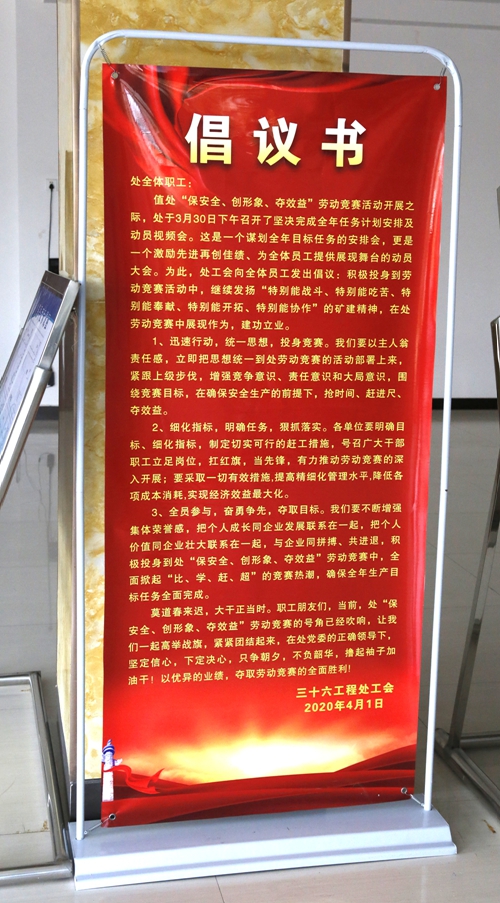 倡议书
处全体职工：
值处“保安全、创形象、夺效益”劳动竞赛活动开展之
际，处于3月30日下午召开了坚决完成全年任务计划安排及
动员视频会。这是一个谋划全年目标任务的安排会，更是
一个激励先进再创佳绩、为全体员工提供展现舞台的动员
大会。为此，处工会向全体员工发出倡议：积极投身到劳
动竞赛活动中，继续发扬“特别能战斗、特别能吃苦、特
别能奉献、特别能开拓、特别能协作”的矿建精神，在处
劳动竞赛中展现作为，建功立业。
1、迅速行动，统一思想，投身竞赛。我们要以主人翁
责任感，立即把思想统一到处劳动竞赛的活动部署上来，
紧跟上级步伐，增强竞争意识、责任意识和大局意识，围
绕竞赛目标，在确保安全生产的前提下，抢时间、赶进尺、
夺效益。
2、细化指标，明确任务，狠抓落实。各单位要明确目
标、细化指标，制定切实可行的赶工措施，号召广大干部
职工立足岗位，扛红旗，当先锋，有力推动劳动竞赛的深
入开展；要采取一切有效措施,提高精细化管理水平,降低各
项成本消耗,实现经济效益最大化。
3、全员参与，奋勇争先，夺取目标。我们要不断增强
集体荣誉感，把个人成长同企业发展联系在一起，把个人
价值同企业壮大联系在一起，与企业同拼搏、共进退，积
极投身到处“保安全、创形象、夺效益”劳动竞赛中，全
面掀起“比、学、赶、超”的竞赛热潮，确保全年生产目
标任务全面完成。
莫道春来迟，大干正当时。职工朋友们，当前，处“保
安全、创形象、夺效益”劳动竞赛的号角已经吹响，让我
们一起高举战旗，紧紧团结起来，在处党委的正确领导下，
坚定信心，下定决心，只争朝夕，不负韶华，撸起袖子加
油干！以优异的业绩，夺取劳动竞赛的全面胜利！
三十六工程处工会
2020年4月1日